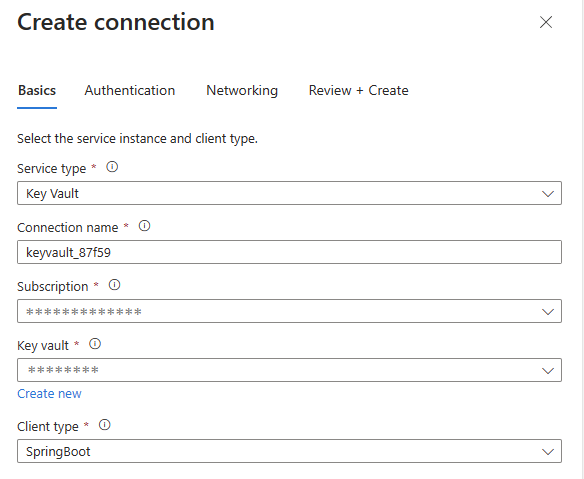 Create connection
Basics Authentication Networking Review + Create
Select the service instance and client type.
Service type *
Key Vault
Connection name *
keyvault_87f59
Subscription *
*************
Key vault *
********
Create new
Client type *
SpringBoot